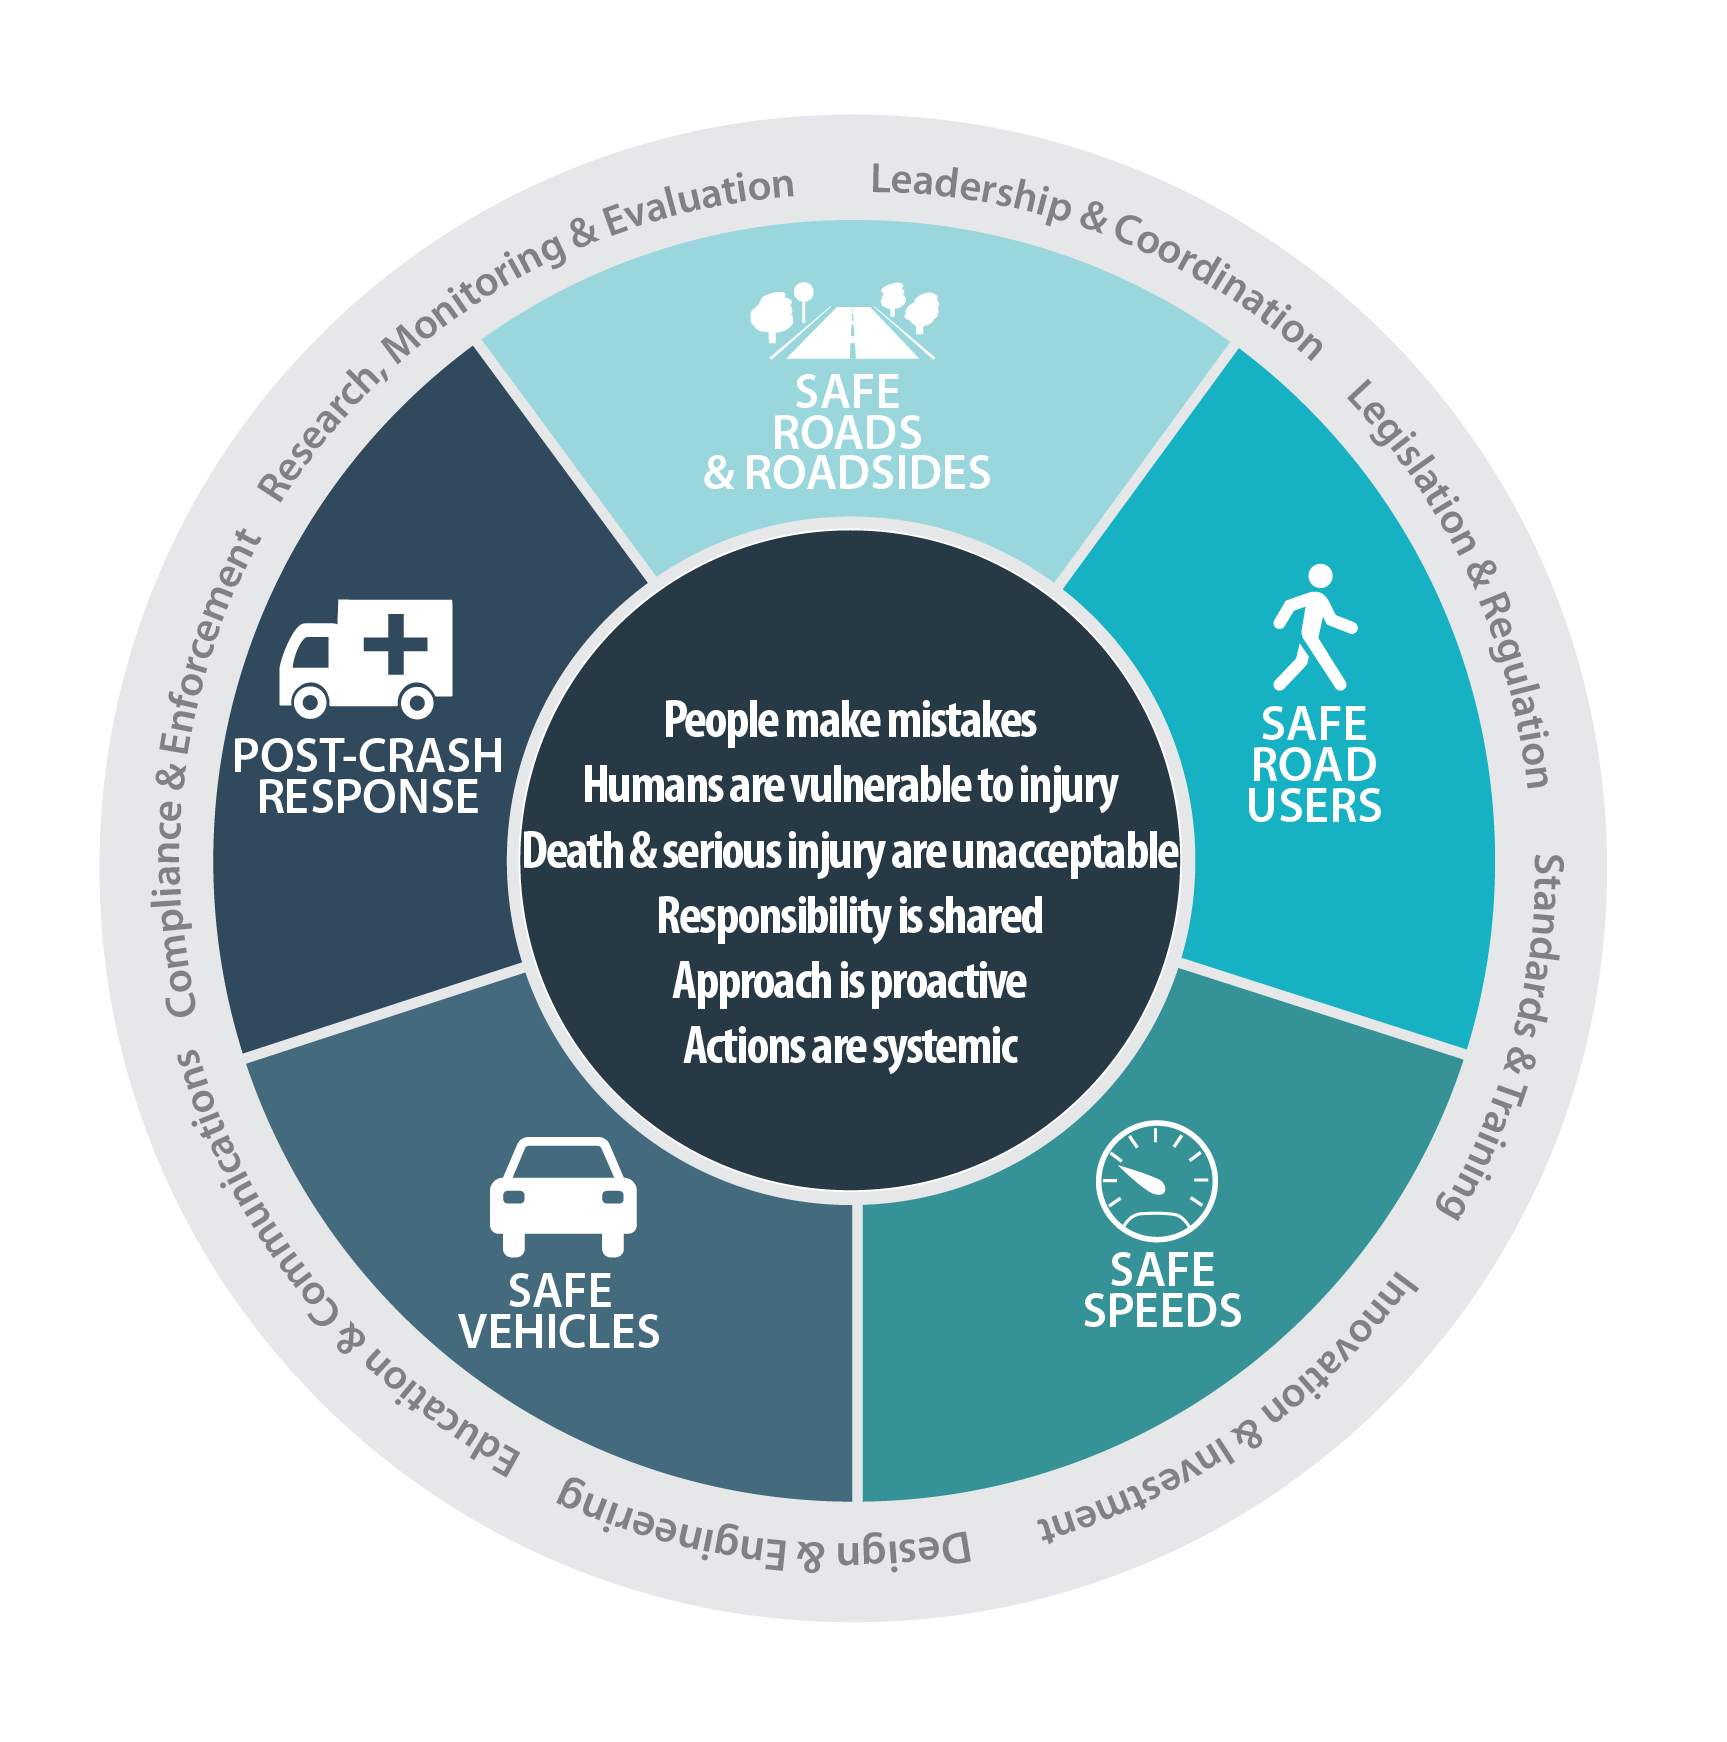 Leadership & Coordination
Legislation & Regulation
Standards & Training
Innovation & Investment
Design & Engineering
Education & Communications
Compliance & Enforcement
Research, Monitoring & Evaluation
SAFE
ROADS
& ROADSIDES
SAFE
ROAD
USERS
SAFE
SPEEDS
SAFE
VEHICLES
POST-CRASH
RESPONSE
People make mistakes
Humans are vulnerable to injury
Death & serious injury are unacceptable
Responsibility is shared
Approach is proactive
Actions are systemic